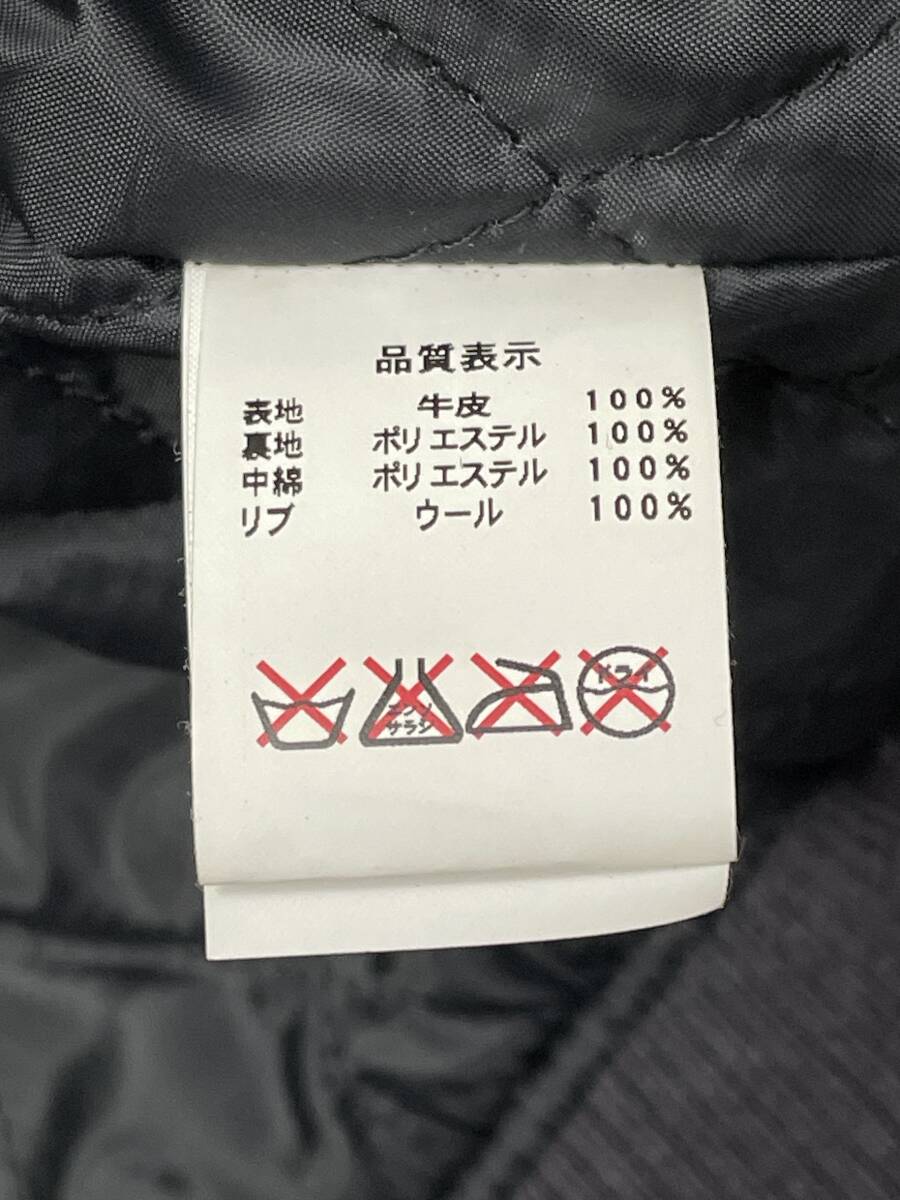 品質表示
表地 牛皮 100%
裏地 ポリエステル 100%
中綿 ポリエステル 100%
リブ ウール 100%
エンソ
サラシ
ドライ